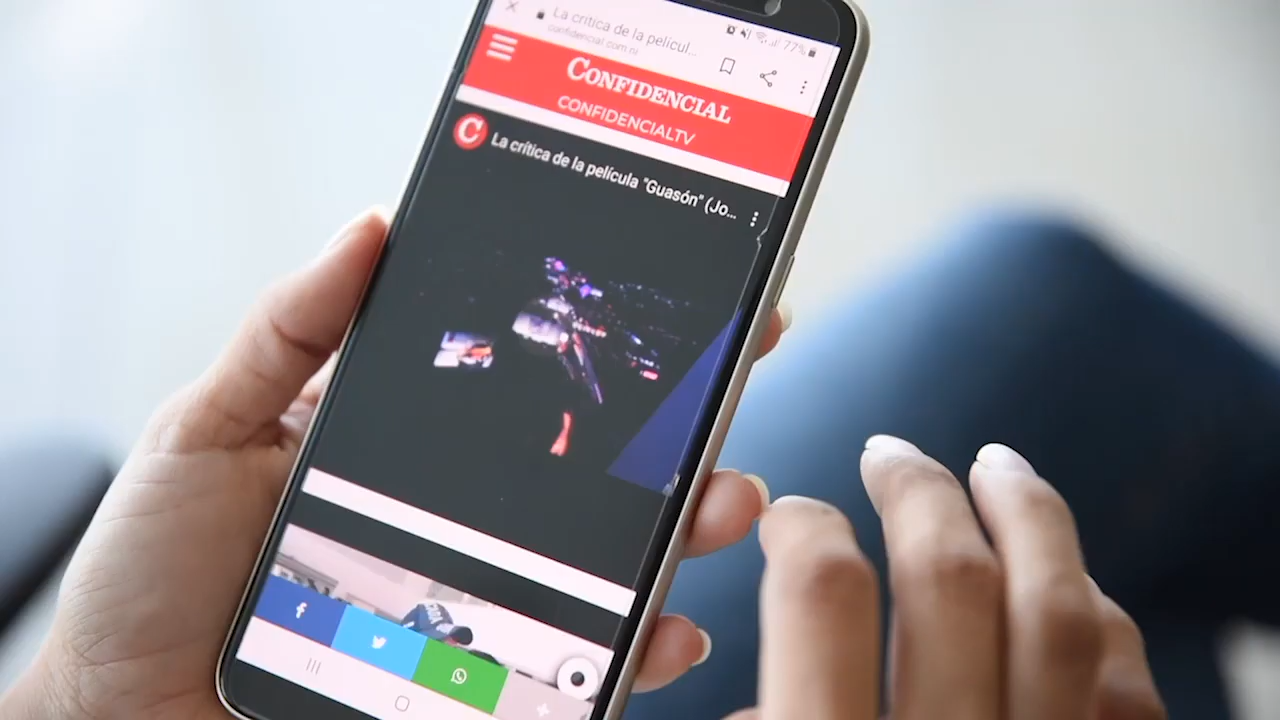 La crítica de la películ...
confidencial.com.ni
77%
CONFIDENCIAL
CONFIDENCIALTV
C
La crítica de la película "Guasón" (Jo...
f